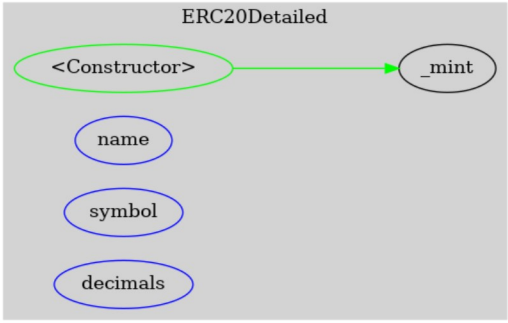 ERC20Detailed
<Constructor>
_mint
name
symbol
decimals